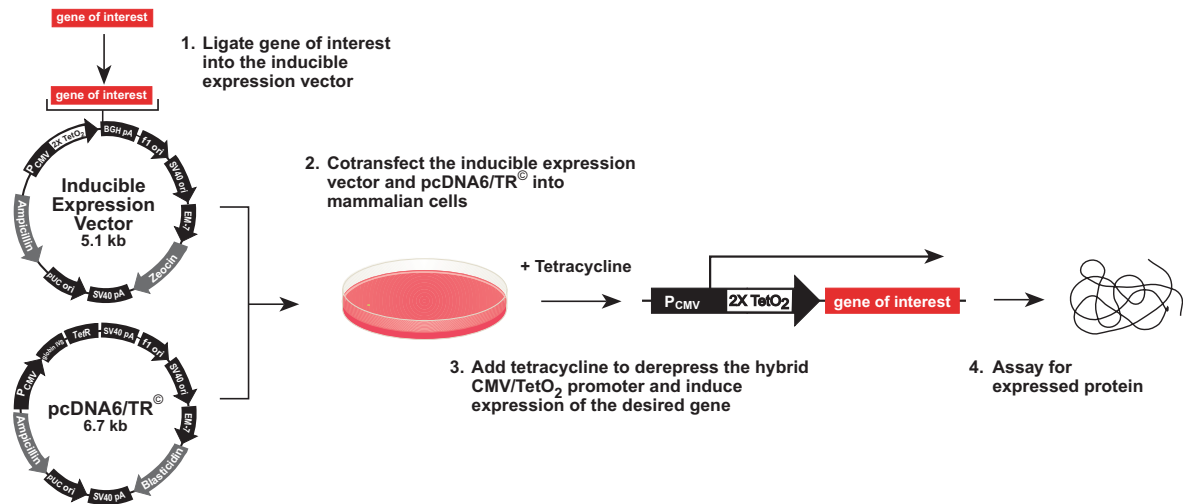 gene of interest
1. Ligate gene of interest
into the inducible
expression vector
gene of interest
PCMV
2X TetO2
BGH pA
f1 ori
SV40 ori
EM-7
Zeocin
SV40 pA
pUC ori
Ampicillin
Inducible
Expression
Vector
5.1 kb
2. Cotransfect the inducible expression
vector and pcDNA6/TR©️ into
mammalian cells
+ Tetracycline
PCMV
2X TetO2
gene of interest
3. Add tetracycline to derepress the hybrid
CMV/TetO2 promoter and induce
expression of the desired gene
4. Assay for
expressed protein
PCMV
TetR
SV40 pA
f1 ori
SV40 ori
EM-7
Blasticidin
SV40 pA
pUC ori
Ampicillin
pcDNA6/TR©️
6.7 kb